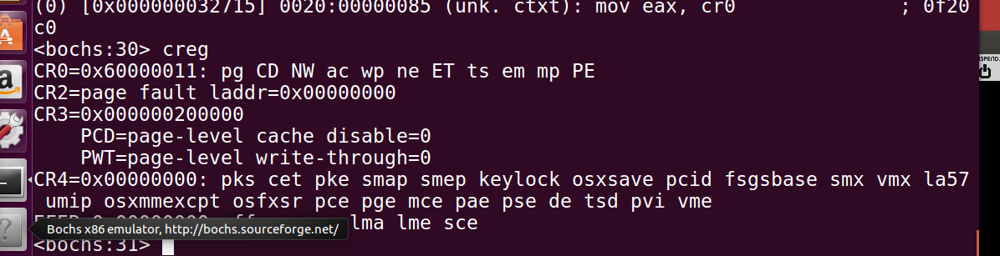 (0) [0x000000032715] 0020:00000085 (unk. ctxt): mov eax, cr0 ; 0f20
c0
<bochs:30> creg
CR0=0x60000011: pg CD NW ac wp ne ET ts em mp PE
CR2=page fault laddr=0x00000000
CR3=0x000000200000
PCD=page-level cache disable=0
PWT=page-level write-through=0
CR4=0x00000000: pks cet pke smap smep keylock osxsave pcid fsgsbase smx vmx la57
umip osxmmexcpt osfxsr pce pge mce pae pse de tsd pvi vme
lma lme sce
Bochs x86 emulator, http://bochs.sourceforge.net/
<bochs:31>